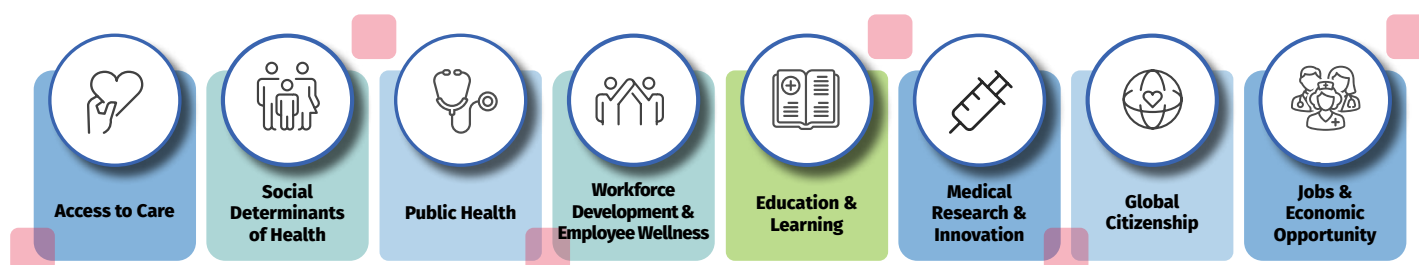 Access to Care
Social
Determinants
of Health
Public Health
Workforce
Development &
Employee Wellness
Education &
Learning
Medical
Research &
Innovation
Global
Citizenship
Jobs &
Economic
Opportunity